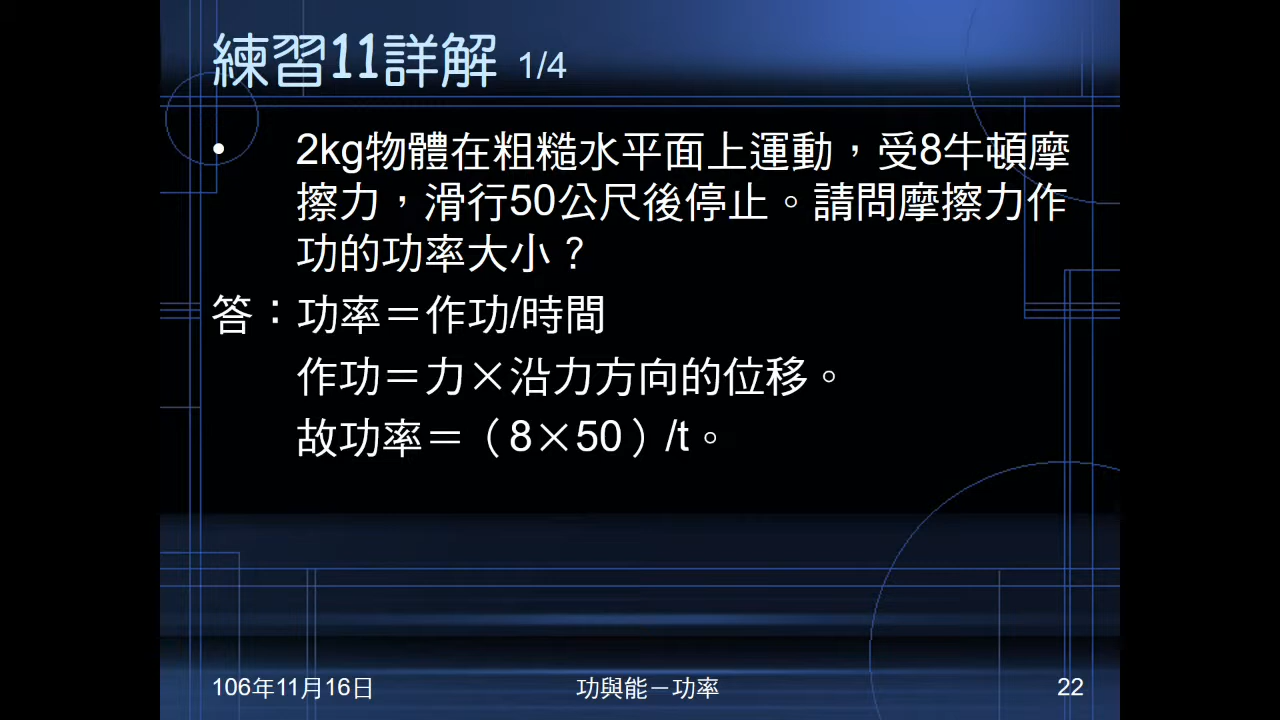 練習11詳解 1/4
• 2kg物體在粗糙水平面上運動，受8牛頓摩
擦力，滑行50公尺後停止。請問摩擦力作
功的功率大小？
答：功率＝作功/時間
作功＝力×沿力方向的位移。
故功率＝（8×50）/t。
106年11月16日
功與能－功率
22